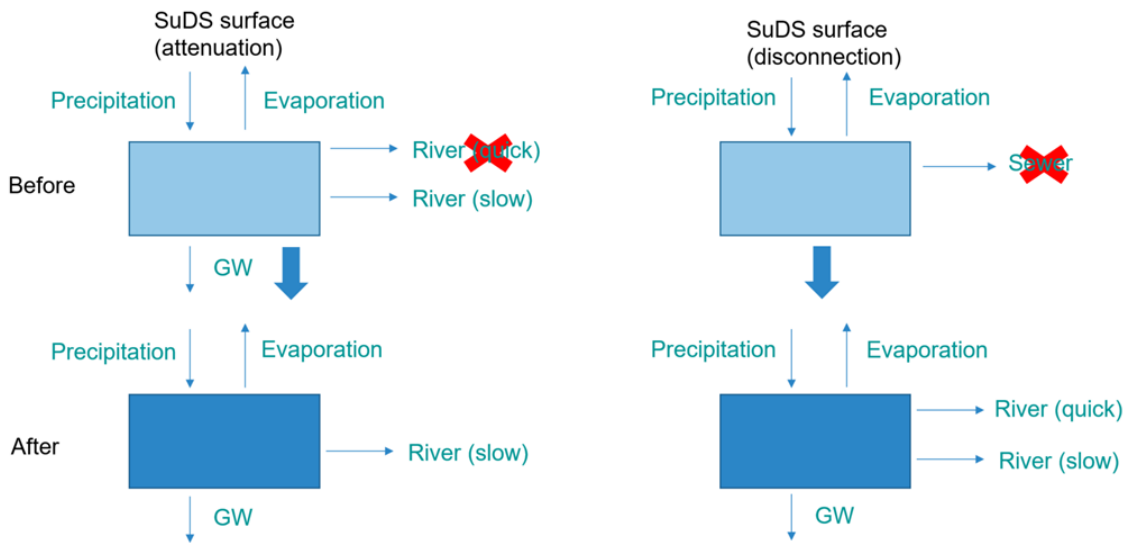 SuDS surface
(attenuation)
Precipitation
Evaporation
River (quick)
Before
River (slow)
GW
Precipitation
Evaporation
After
River (slow)
GW
SuDS surface
(disconnection)
Precipitation
Evaporation
Sewer
Precipitation
Evaporation
River (quick)
River (slow)
GW